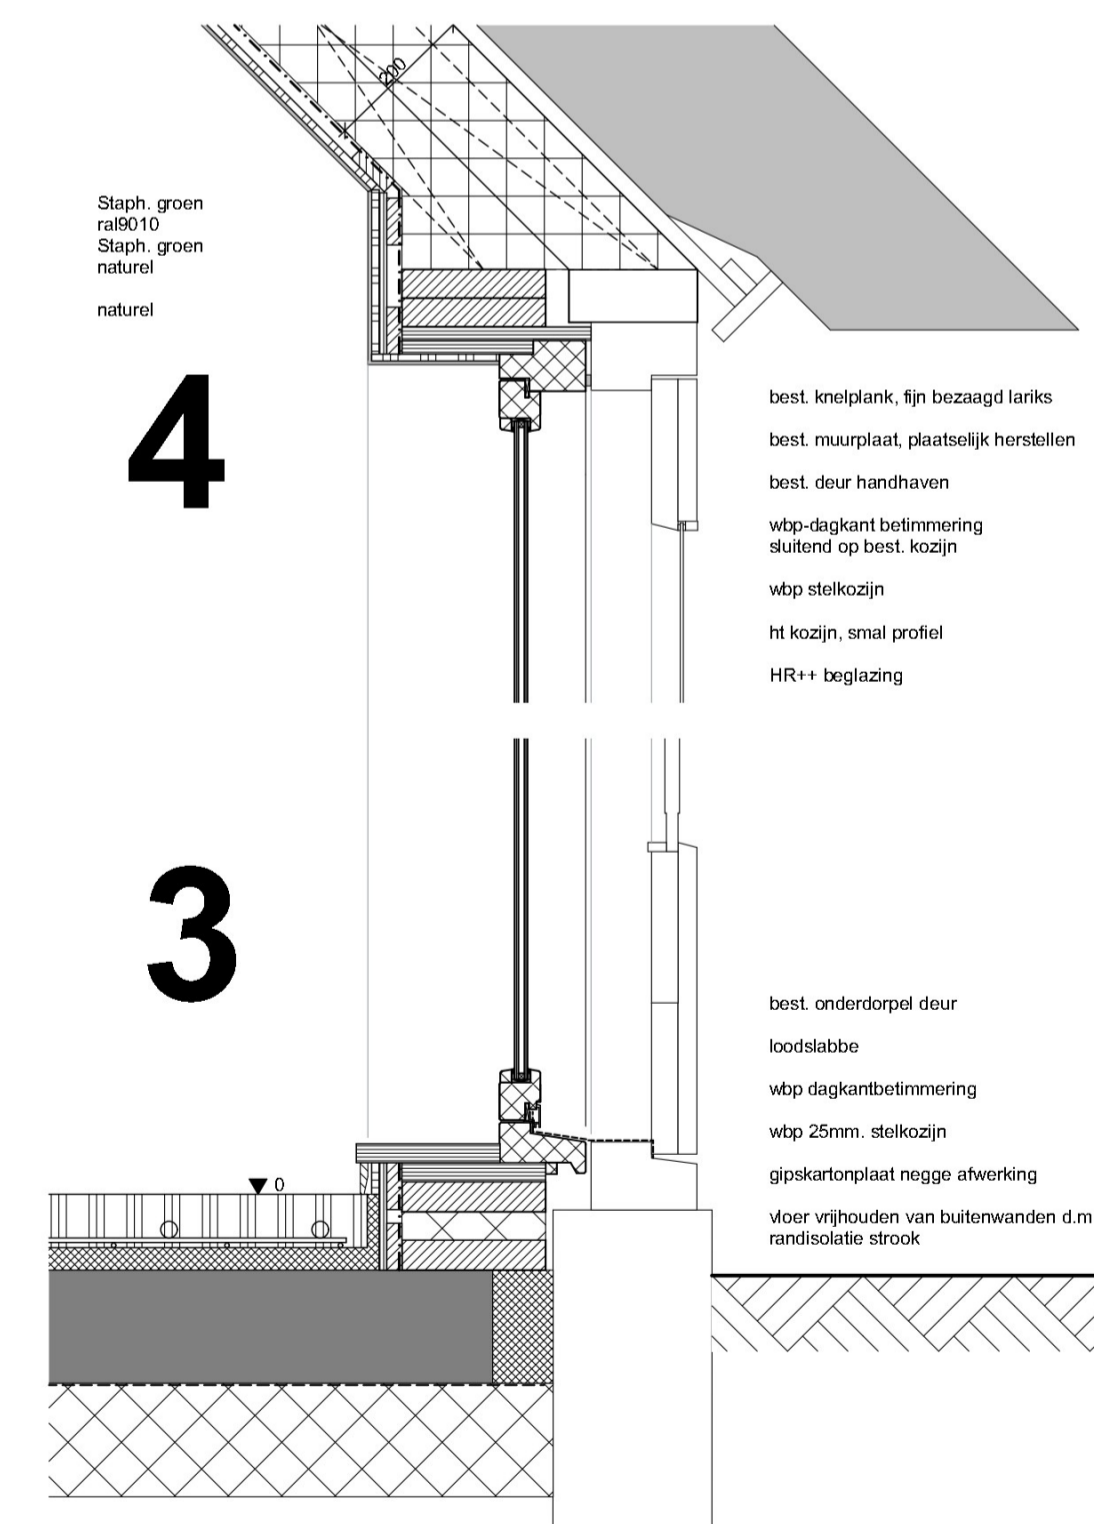 200
Staph. groen
ral9010
Staph. groen
naturel
naturel
4
best. knelplank, fijn bezaagd lariks
best. muurplaat, plaatselijk herstellen
best. deur handhaven
wbp-dagkant betimmering
sluitend op best. kozijn
wbp stelkozijn
ht kozijn, smal profiel
HR++ beglazing
3
best. onderdorpel deur
loodslabbe
wbp dagkantbetimmering
wbp 25mm. stelkozijn
gipskartonplaat negge afwerking
0
vloer vrijhouden van buitenwanden d.m
randisolatie strook